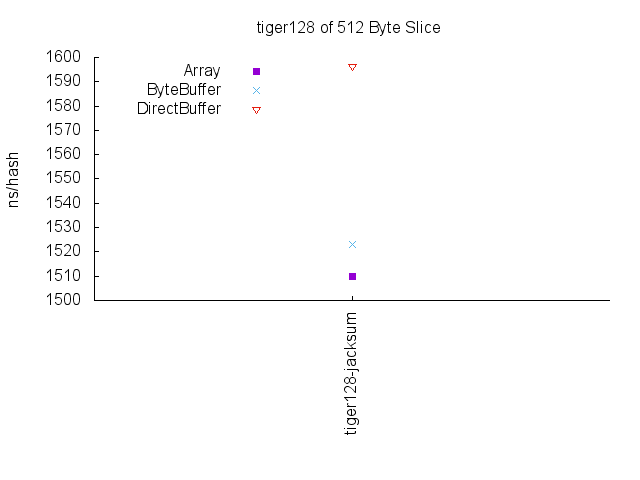 tiger128 of 512 Byte Slice
Array
ByteBuffer
DirectBuffer
1600
1590
1580
1570
1560
1550
1540
1530
1520
1510
1500
ns/hash
tiger128-jacksum